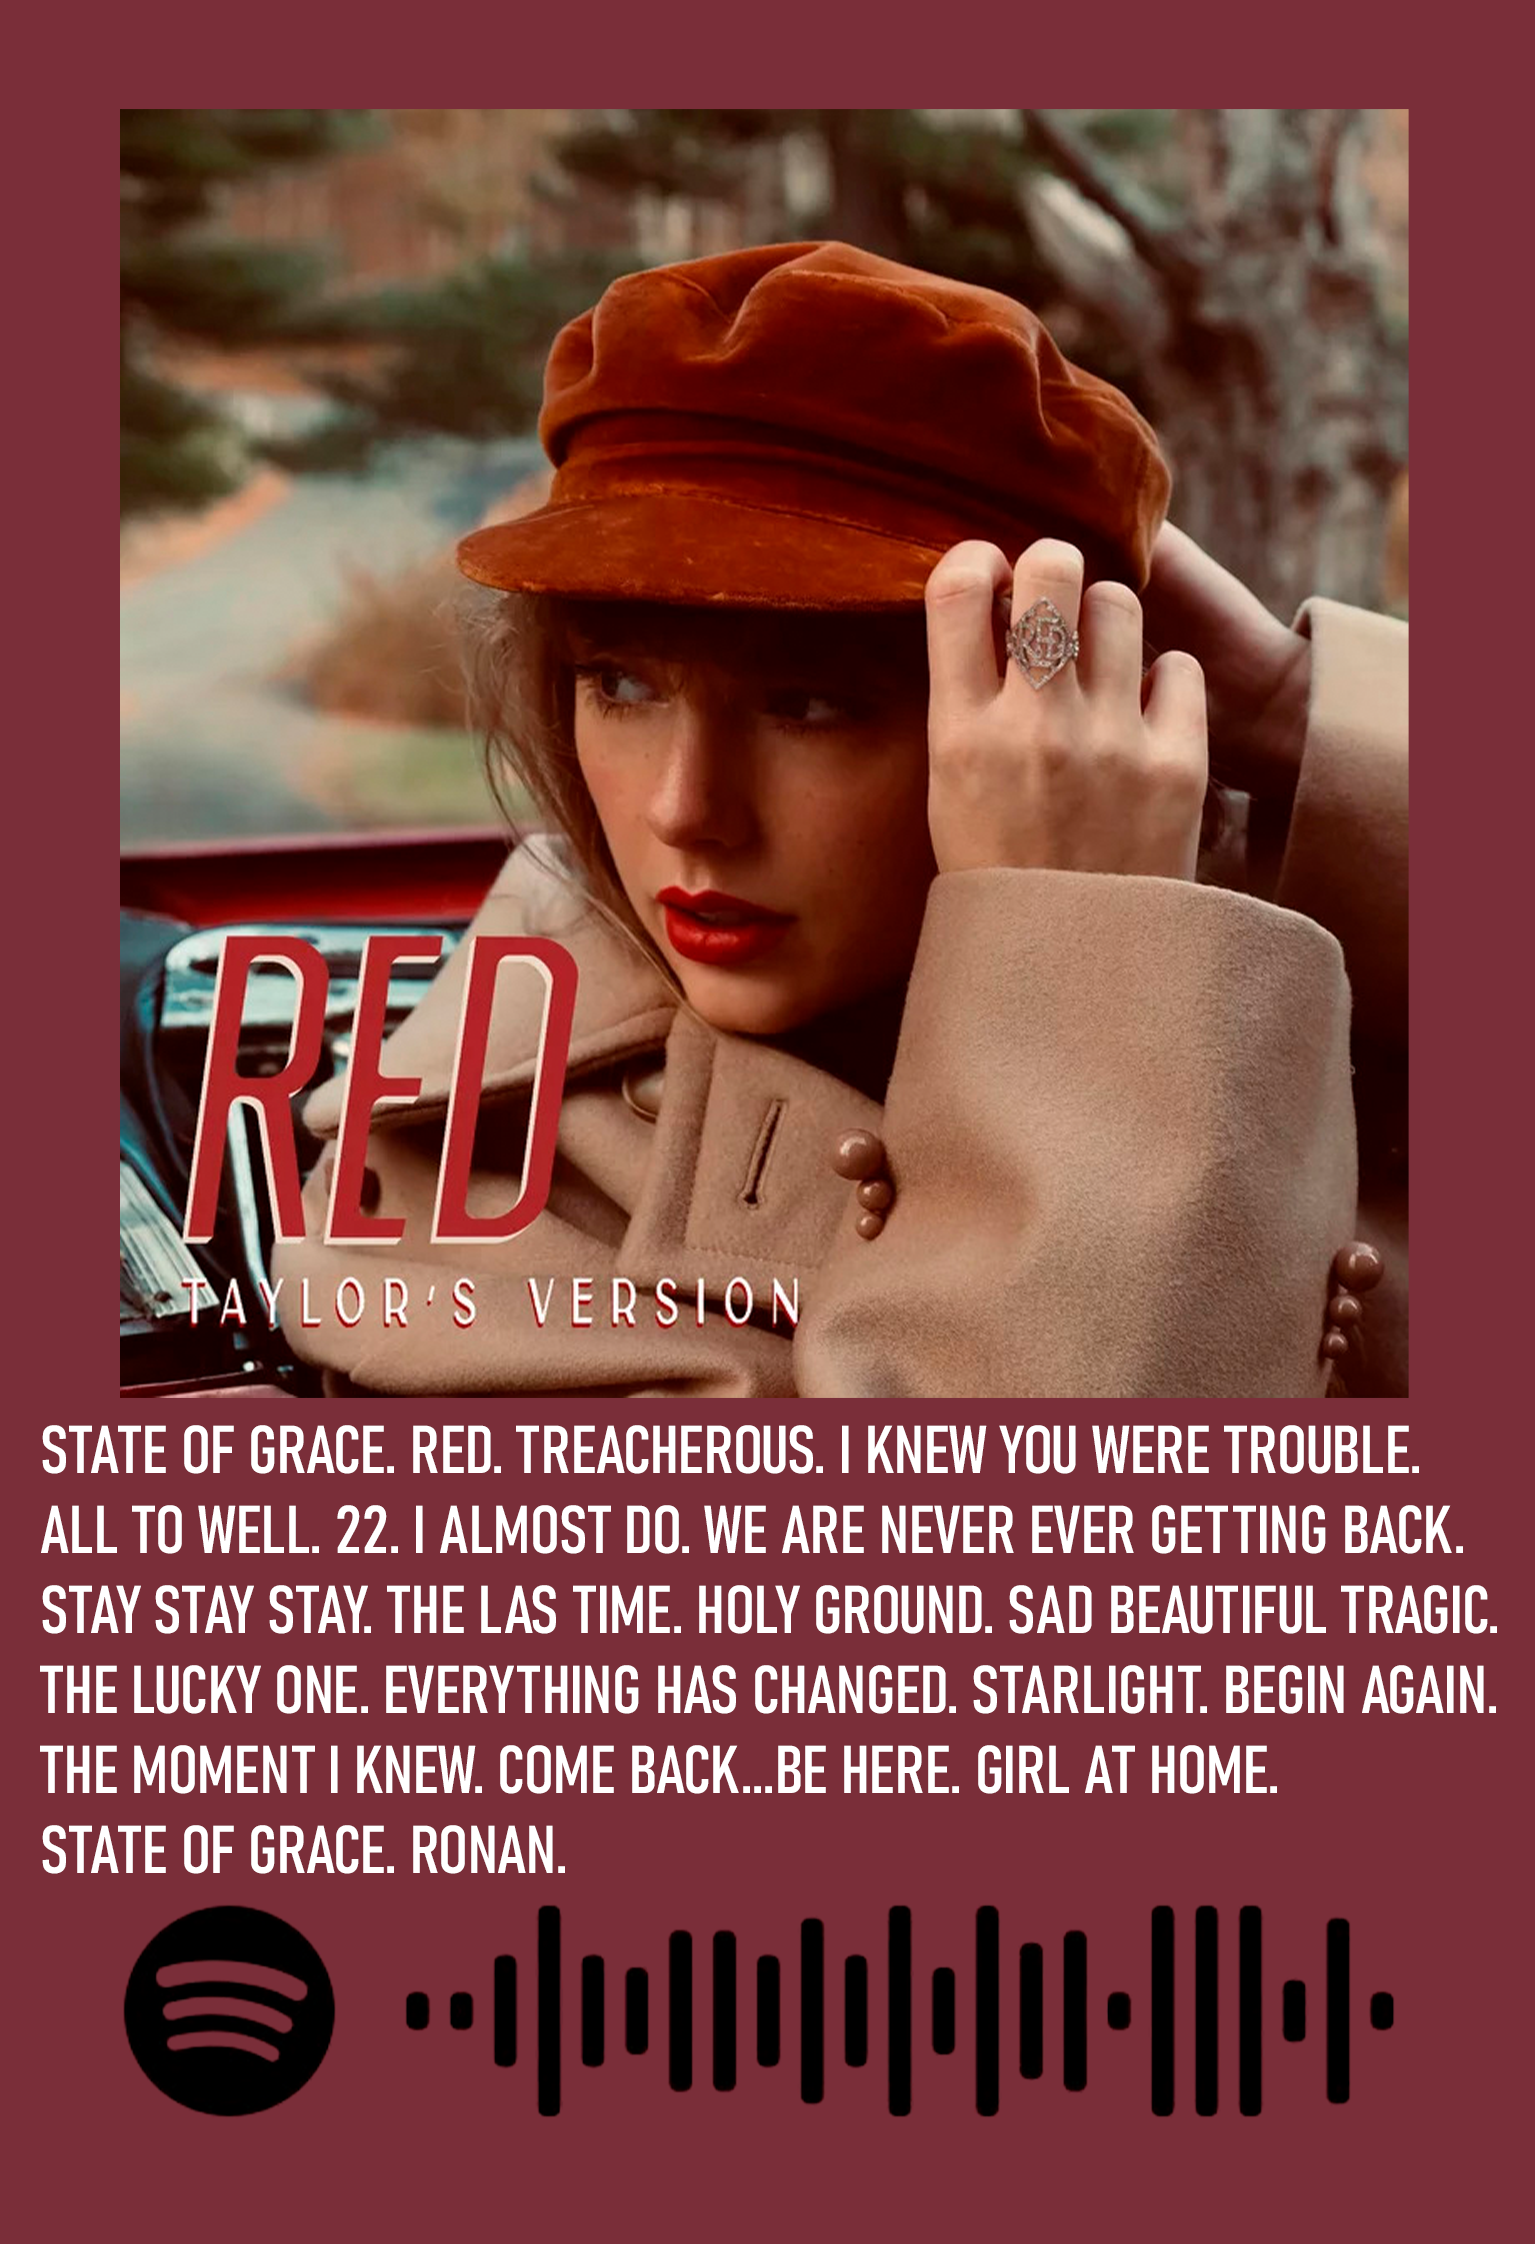 RED
TAYLOR'S VERSION
STATE OF GRACE. RED. TREACHEROUS. I KNEW YOU WERE TROUBLE.
ALL TO WELL. 22. I ALMOST DO. WE ARE NEVER EVER GETTING BACK.
STAY STAY STAY. THE LAS TIME. HOLY GROUND. SAD BEAUTIFUL TRAGIC.
THE LUCKY ONE. EVERYTHING HAS CHANGED. STARLIGHT. BEGIN AGAIN.
THE MOMENT I KNEW. COME BACK...BE HERE. GIRL AT HOME.
STATE OF GRACE. RONAN.